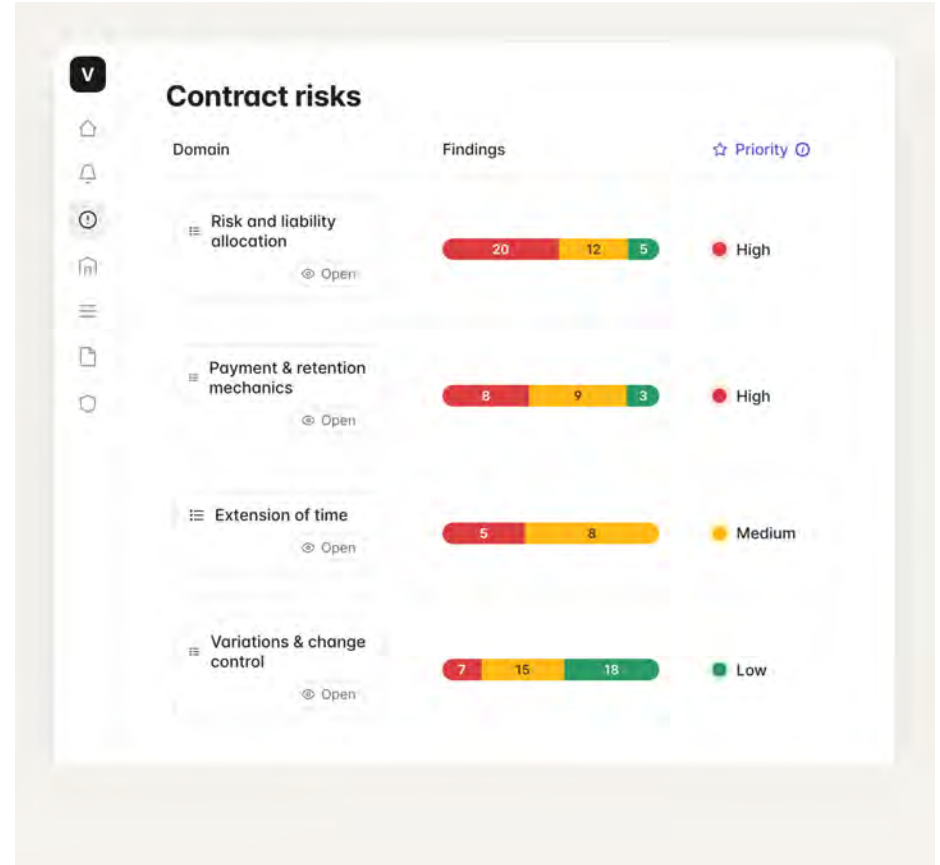 V
Contract risks
Domain Findings Priority
Risk and liability
allocation
Open
20 12 5
High
Payment & retention
mechanics
Open
8 9 3
High
Extension of time
Open
5 8
Medium
Variations & change
control
Open
7 15 18
Low